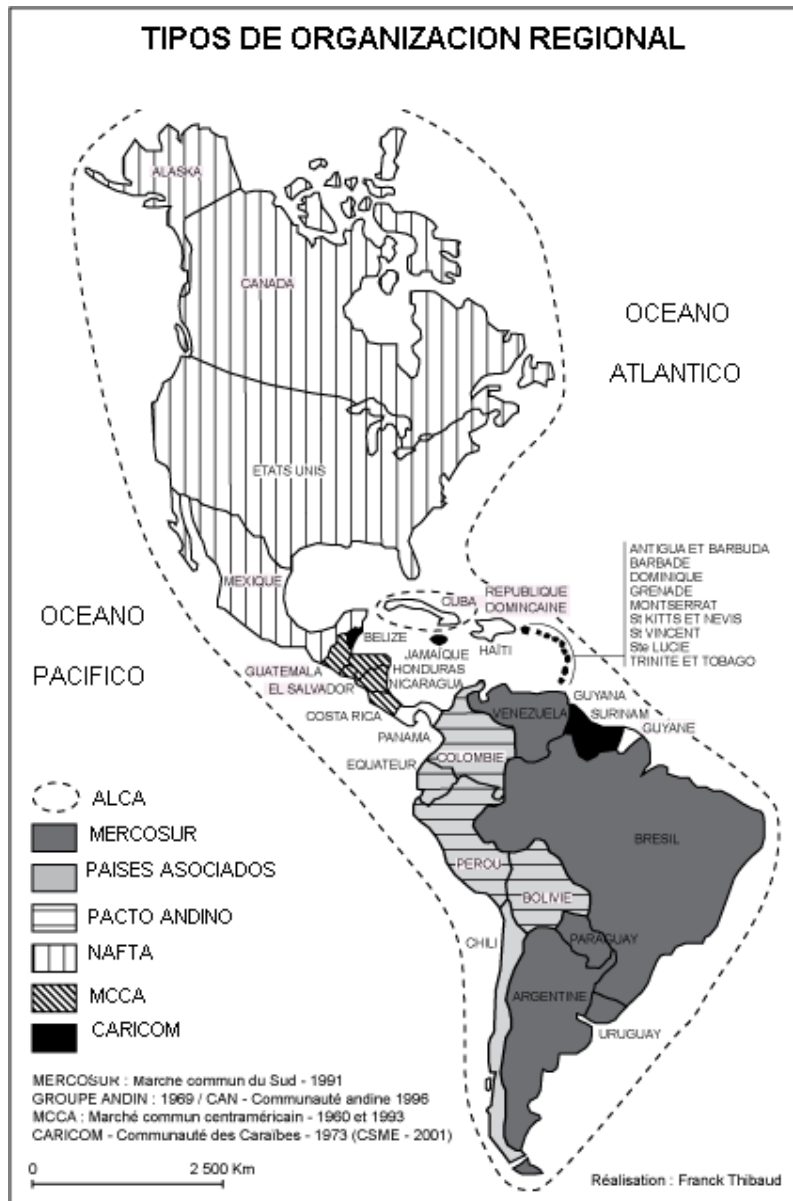 TIPOS DE ORGANIZACION REGIONAL
ALASKA
CANADA
OCEANO
ATLANTICO
ETATS UNIS
MEXIQUE
OCEANO
PACIFICO
CUBA
REPUBLIQUE
DOMINCAINE
ANTIGUA ET BARBUDA
BARBADE
DOMINIQUE
GRENADE
MONTSERRAT
St KITTS ET NEVIS
St VINCENT
Ste LUCIE
TRINITE ET TOBAGO
BELIZE
JAMAÏQUE
HAÏTI
GUATEMALA
HONDURAS
EL SALVADOR
NICARAGUA
COSTA RICA
PANAMA
VENEZUELA
GUYANA
SURINAM
GUYANE
EQUATEUR
COLOMBIE
BRESIL
PEROU
BOLIVIE
CHILI
PARAGUAY
ARGENTINE
URUGUAY
ALCA
MERCOSUR
PAISES ASOCIADOS
PACTO ANDINO
NAFTA
MCCA
CARICOM
MERCOSUR : Marche commun du Sud - 1991
GROUPE ANDIN : 1969 / CAN - Communauté andine 1996
MCCA : Marché commun centraméricain - 1960 et 1993
CARICOM - Communauté des Caraïbes - 1973 (CSME - 2001)
0 2 500 Km
Réalisation : Franck Thibaud